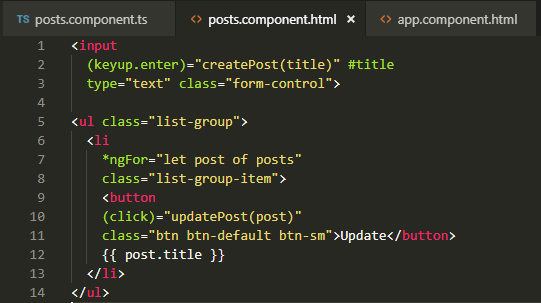 TS posts.component.ts <> posts.component.html × <> app.component.html
1 <input
2 (keyup.enter)="createPost(title)" #title
3 type="text" class="form-control">
4
5 <ul class="list-group">
6 <li
7 *ngFor="let post of posts"
8 class="list-group-item">
9 <button
10 (click)="updatePost(post)"
11 class="btn btn-default btn-sm">Update</button>
12 {{ post.title }}
13 </li>
14 </ul>